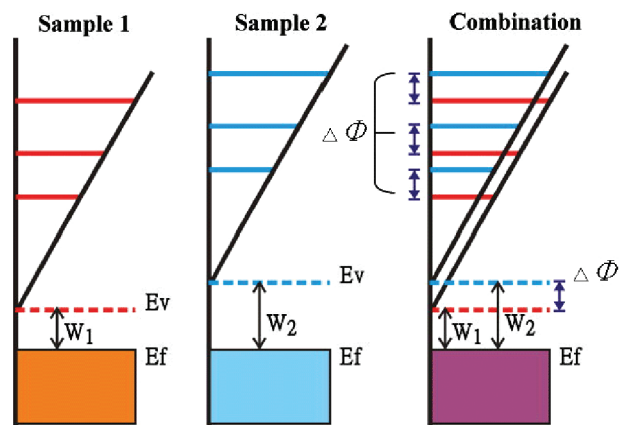 Sample 1
Sample 2
Combination
△ Φ
Ev
W1
Ef
Ev
W2
Ef
△ Φ
W1
W2
Ef